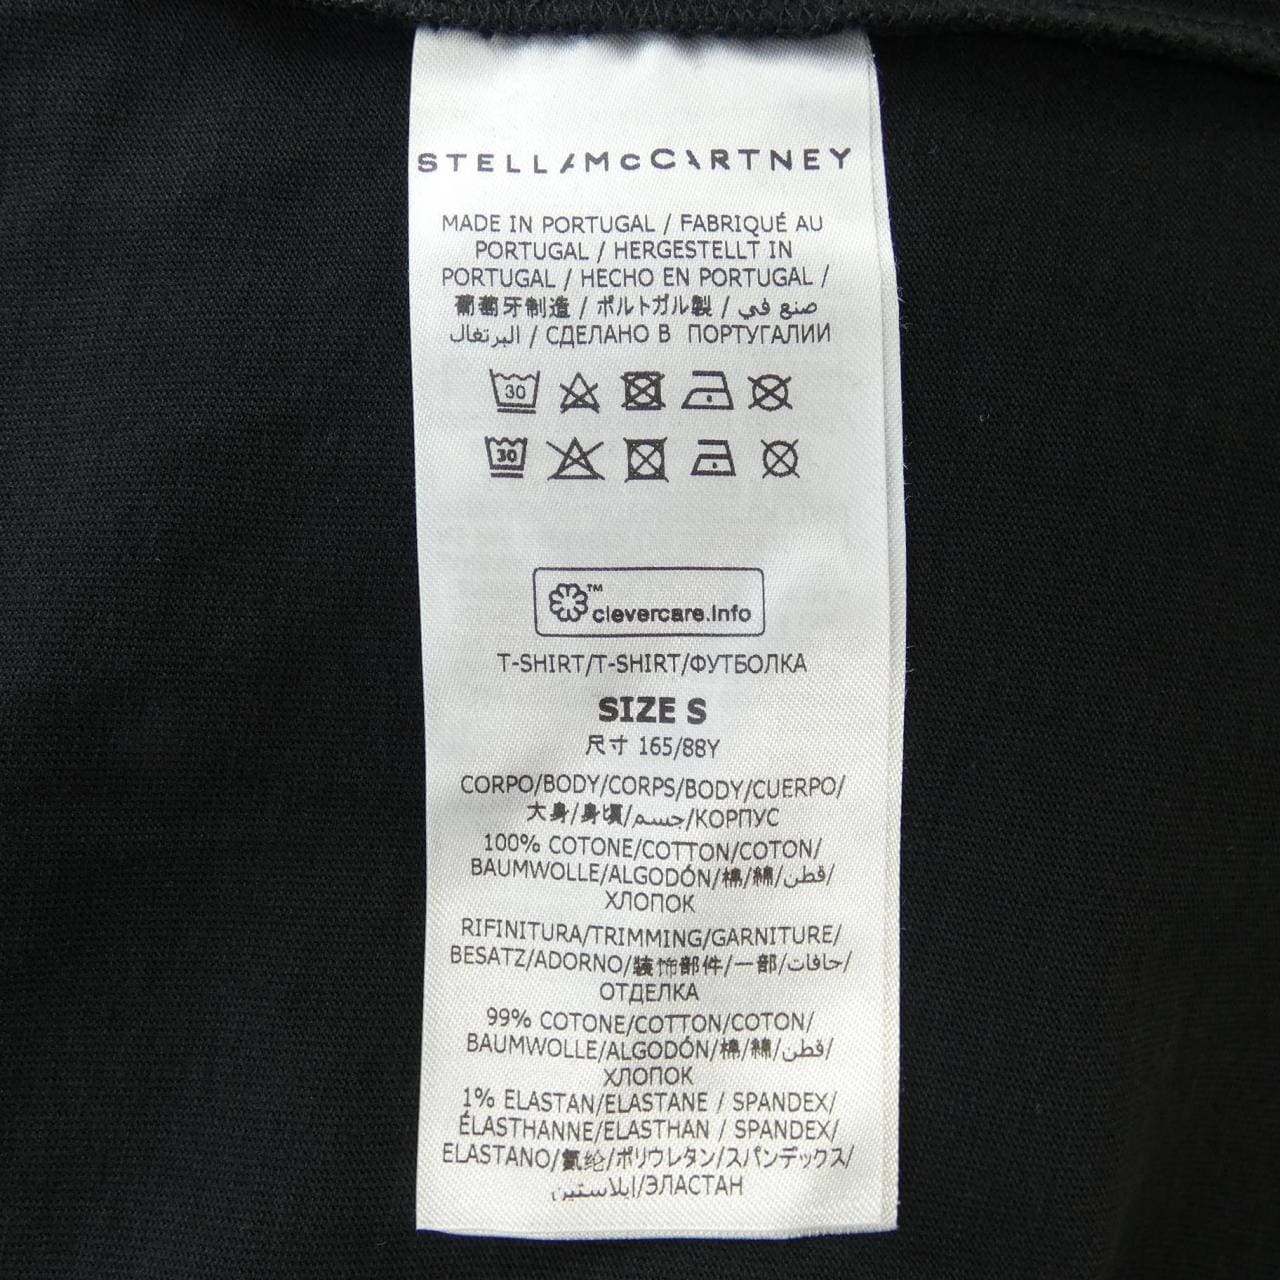 STELLAMcCARTNEY
MADE IN PORTUGAL / FABRIQUÉ AU
PORTUGAL / HERGESTELLT IN
PORTUGAL / HECHO EN PORTUGAL /
葡萄牙制造 / ポルトガル製 / صنع في
البرتغال / СДЕЛАНО В ПОРТУГАЛИИ
30
30
™
clevercare.info
T-SHIRT/T-SHIRT/ФУТБОЛКА
SIZE S
尺寸 165/88Y
CORPO/BODY/CORPS/BODY/CUERPO/
大身/身頃/جسم/КОРПУС
100% COTONE/COTTON/COTON/
BAUMWOLLE/ALGODÓN/棉/綿/قطن/
ХЛОПОК
RIFINITURA/TRIMMING/GARNITURE/
BESATZ/ADORNO/装饰部件/一部/حافات/
ОТДЕЛКА
99% COTONE/COTTON/COTON/
BAUMWOLLE/ALGODÓN/棉/綿/قطن/
ХЛОПОК
1% ELASTAN/ELASTANE / SPANDEX/
ÉLASTHANNE/ELASTHAN / SPANDEX/
ELASTANO/氨纶/ポリウレタン/スパンデックス/
إيلاستين/ЭЛАСТАН